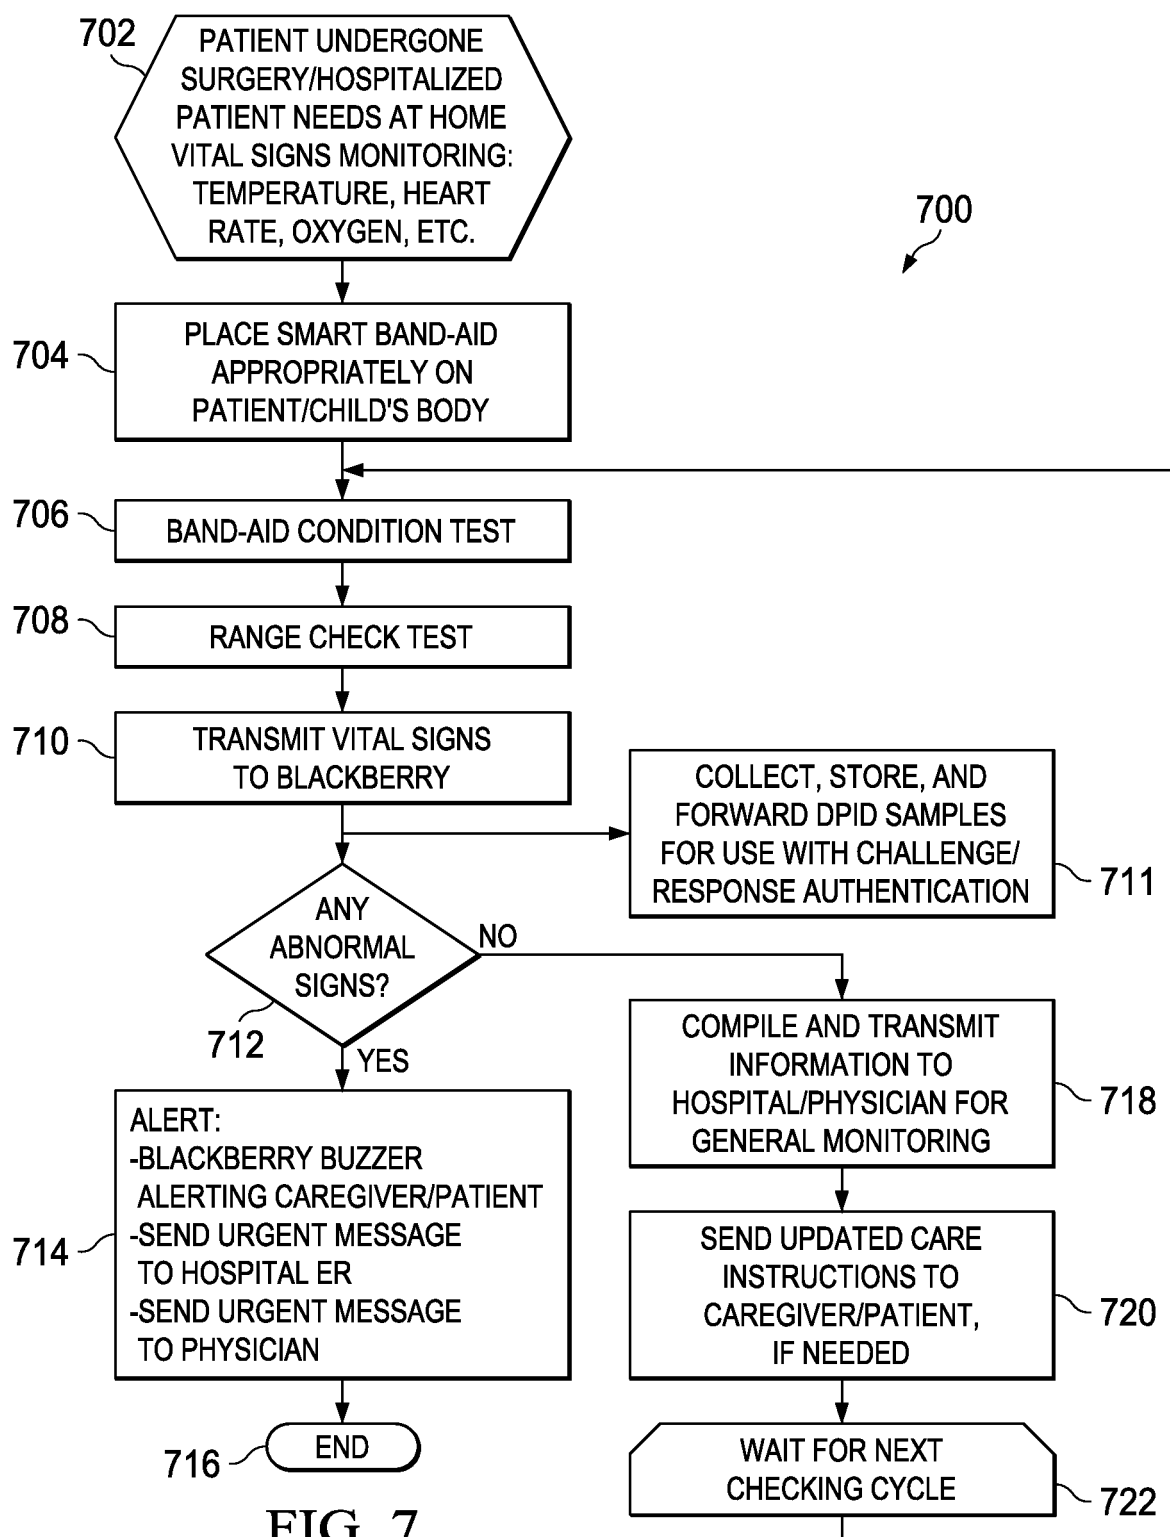 702
PATIENT UNDERGONE
SURGERY/HOSPITALIZED
PATIENT NEEDS AT HOME
VITAL SIGNS MONITORING:
TEMPERATURE, HEART
RATE, OXYGEN, ETC.
700
704
PLACE SMART BAND-AID
APPROPRIATELY ON
PATIENT/CHILD'S BODY
706
BAND-AID CONDITION TEST
708
RANGE CHECK TEST
710
TRANSMIT VITAL SIGNS
TO BLACKBERRY
COLLECT, STORE, AND
FORWARD DPID SAMPLES
FOR USE WITH CHALLENGE/
RESPONSE AUTHENTICATION
711
ANY
ABNORMAL
SIGNS?
712
NO
YES
COMPILE AND TRANSMIT
INFORMATION TO
HOSPITAL/PHYSICIAN FOR
GENERAL MONITORING
718
714
ALERT:
-BLACKBERRY BUZZER
ALERTING CAREGIVER/PATIENT
-SEND URGENT MESSAGE
TO HOSPITAL ER
-SEND URGENT MESSAGE
TO PHYSICIAN
SEND UPDATED CARE
INSTRUCTIONS TO
CAREGIVER/PATIENT,
IF NEEDED
720
716
END
WAIT FOR NEXT
CHECKING CYCLE
722
FIG. 7